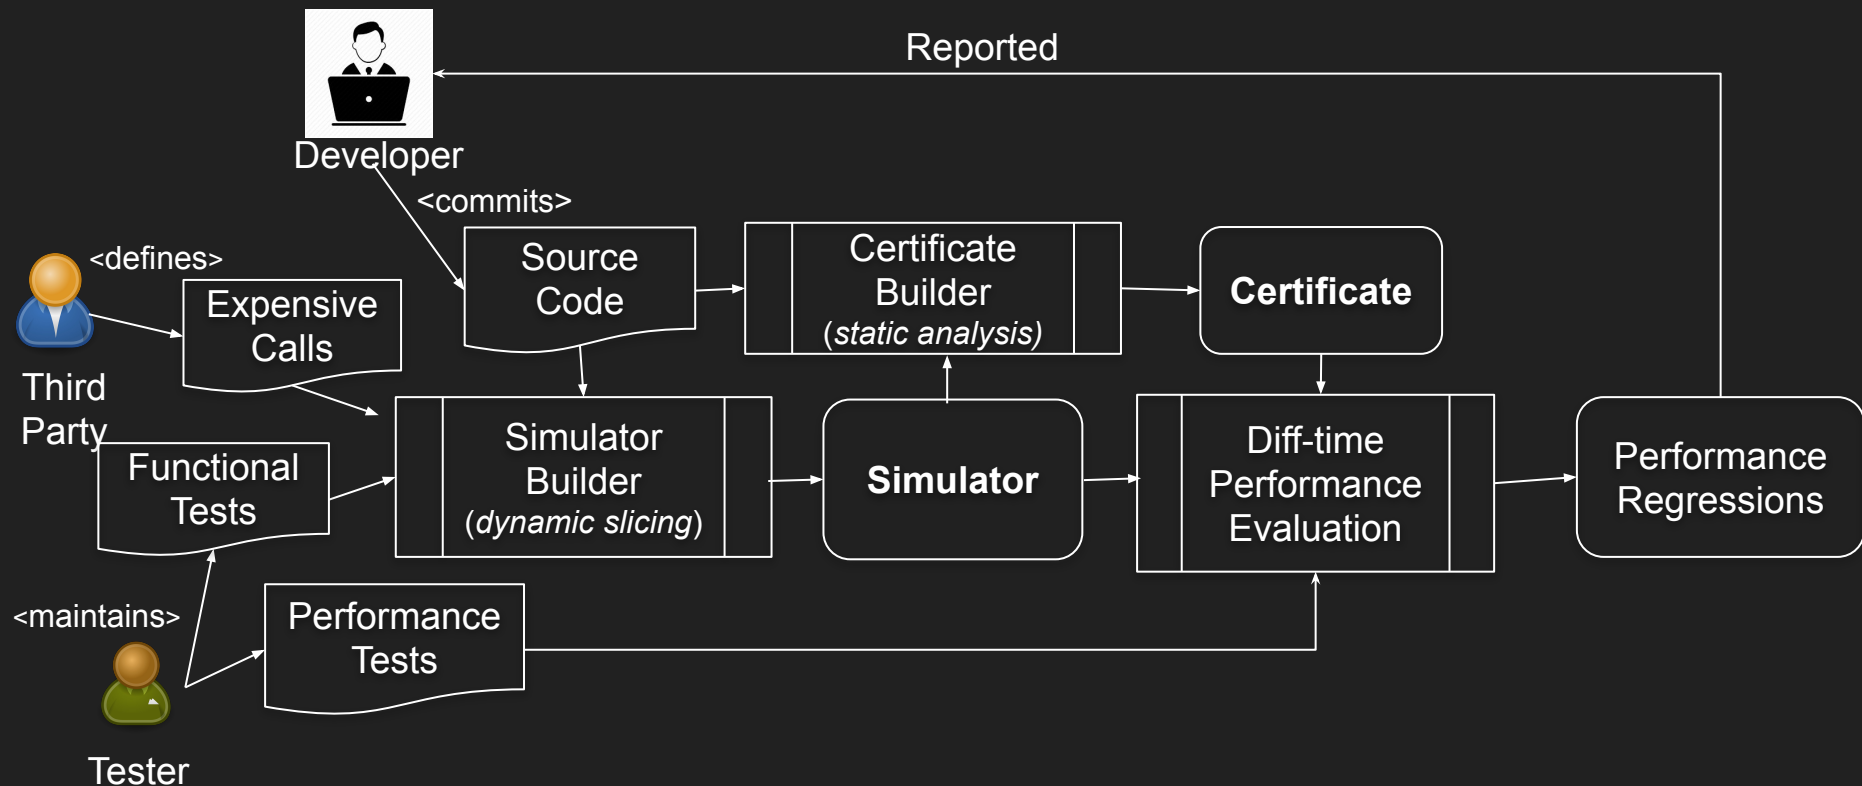 Reported
Developer
<commits>
<defines>
Third
Party
Expensive
Calls
Source
Code
Certificate
Builder
(static analysis)
Certificate
Functional
Tests
Simulator
Builder
(dynamic slicing)
Simulator
Diff-time
Performance
Evaluation
Performance
Regressions
<maintains>
Performance
Tests
Tester